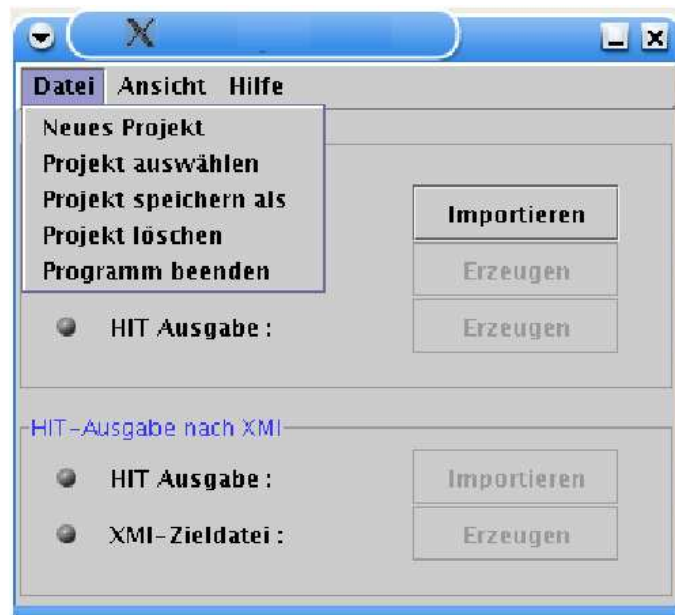 Datei Ansicht Hilfe
Neues Projekt
Projekt auswählen
Projekt speichern als
Projekt löschen
Programm beenden
Importieren
Erzeugen
HIT Ausgabe : Erzeugen
HIT-Ausgabe nach XMI
HIT Ausgabe : Importieren
XMI-Zieldatei : Erzeugen